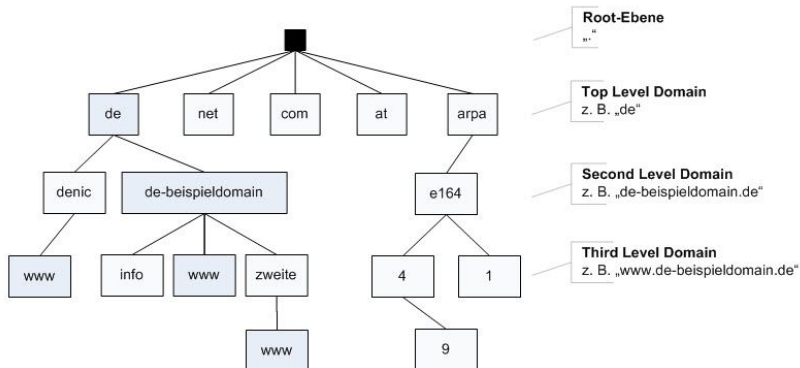 Root-Ebene
„.“
de
net
com
at
arpa
Top Level Domain
z. B. „de“
denic
de-beispieldomain
e164
Second Level Domain
z. B. „de-beispieldomain.de“
www
info
www
zweite
4
1
Third Level Domain
z. B. „www.de-beispieldomain.de“
www
9